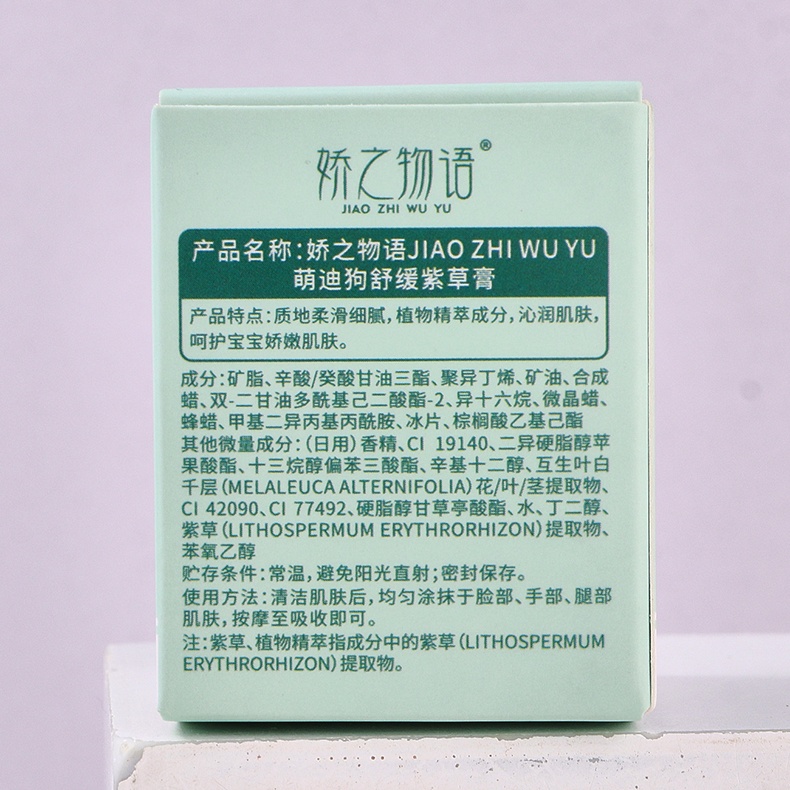 娇之物语®
JIAO ZHI WU YU
产品名称：娇之物语JIAO ZHI WU YU
萌迪狗舒缓紫草膏
产品特点：质地柔滑细腻，植物精萃成分，沁润肌肤，
呵护宝宝娇嫩肌肤。
成分：矿脂、辛酸/癸酸甘油三酯、聚异丁烯、矿油、合成
蜡、双-二甘油多酰基己二酸酯-2、异十六烷、微晶蜡、
蜂蜡、甲基二异丙基丙酰胺、冰片、棕榈酸乙基己酯
其他微量成分：（日用）香精、CI 19140、二异硬脂醇苹
果酸酯、十三烷醇偏苯三酸酯、辛基十二醇、互生叶白
千层（MELALEUCA ALTERNIFOLIA）花/叶/茎提取物、
CI 42090、CI 77492、硬脂醇甘草亭酸酯、水、丁二醇、
紫草（LITHOSPERMUM ERYTHRORHIZON）提取物、
苯氧乙醇
贮存条件：常温，避免阳光直射；密封保存。
使用方法：清洁肌肤后，均匀涂抹于脸部、手部、腿部
肌肤，按摩至吸收即可。
注：紫草、植物精萃指成分中的紫草（LITHOSPERMUM
ERYTHRORHIZON）提取物。